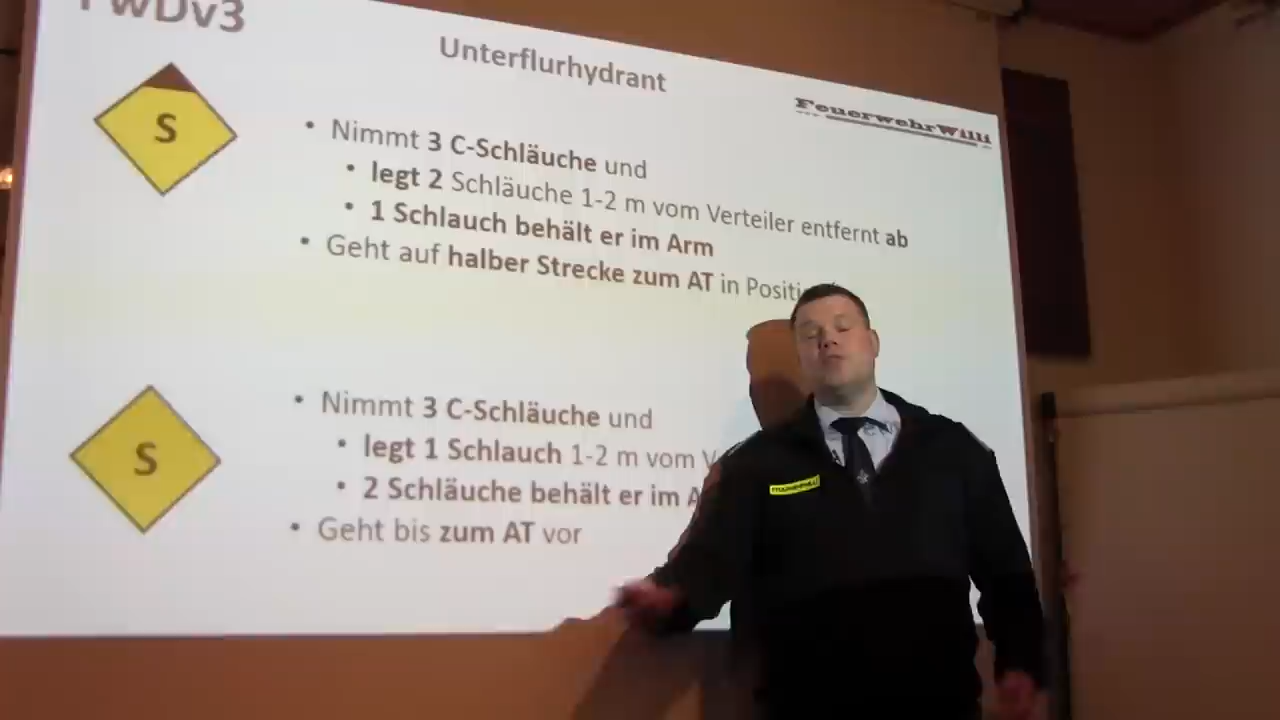 FwDv3
Unterflurhydrant
FeuerwehrWilli
S
• Nimmt 3 C-Schläuche und
• legt 2 Schläuche 1-2 m vom Verteiler entfernt ab
• 1 Schlauch behält er im Arm
• Geht auf halber Strecke zum AT in Positi
S
• Nimmt 3 C-Schläuche und
• legt 1 Schlauch 1-2 m vom V
• 2 Schläuche behält er im A
• Geht bis zum AT vor